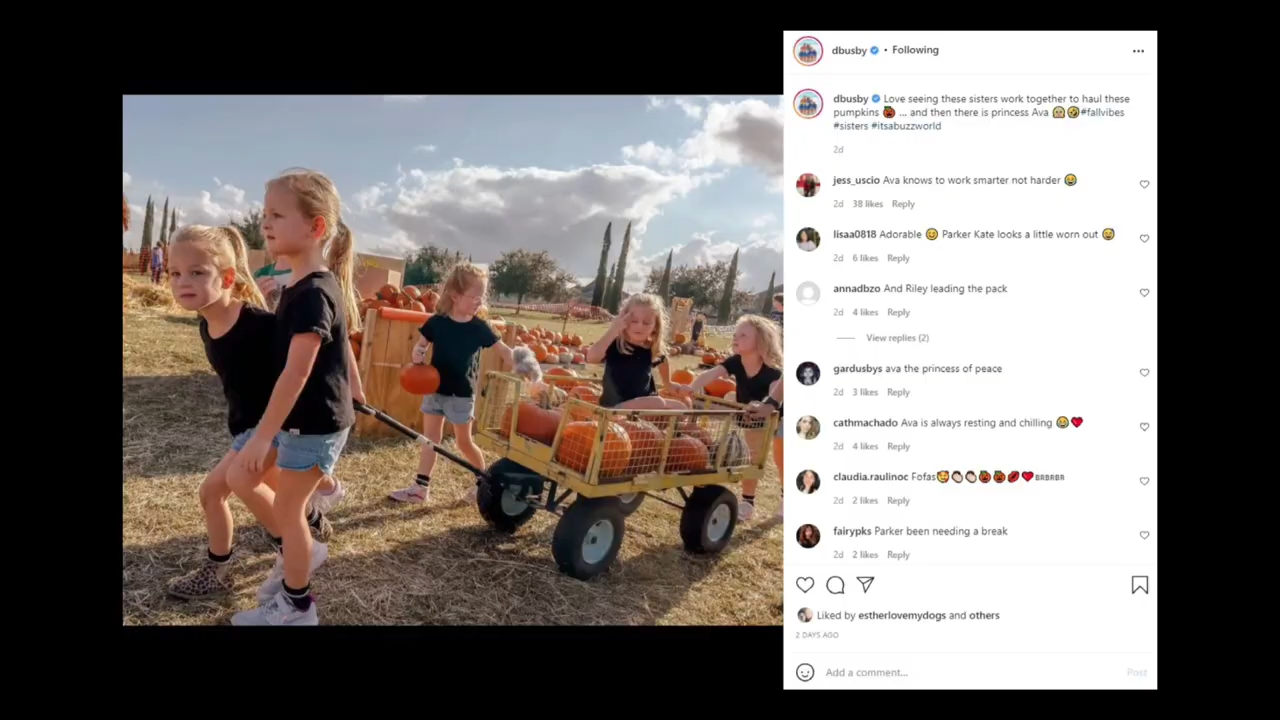 dbusby • Following
dbusby Love seeing these sisters work together to haul these
pumpkins 🎃 ... and then there is princess Ava 👸🏼🤣#fallvibes
#sisters #itsabuzzworld
2d
jess_uscio Ava knows to work smarter not harder 😂
2d 38 likes Reply
lisaa0818 Adorable 😊 Parker Kate looks a little worn out 😅
2d 6 likes Reply
annadbzo And Riley leading the pack
2d 4 likes Reply
View replies (2)
gardusbys ava the princess of peace
2d 3 likes Reply
cathmachado Ava is always resting and chilling 😂❤️
2d 4 likes Reply
claudia.raulinoc Fofas🥰👏🏻👏🏻🎃🎃💋❤️🇧🇷🇧🇷
2d 2 likes Reply
fairypks Parker been needing a break
2d 2 likes Reply
Liked by estherlovemydogs and others
2 DAYS AGO
Add a comment...
Post